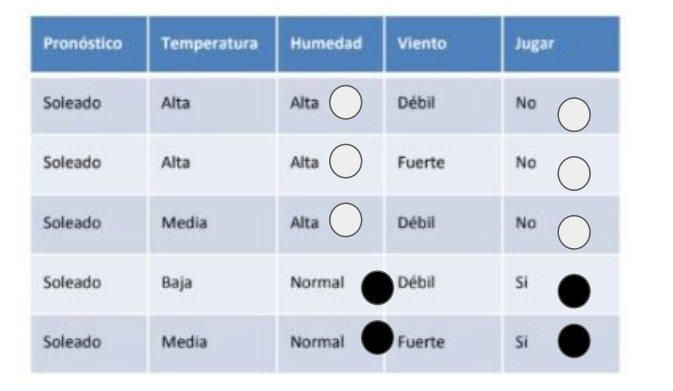 Pronóstico Temperatura Humedad Viento Jugar
Soleado Alta Alta Débil No
Soleado Alta Alta Fuerte No
Soleado Media Alta Débil No
Soleado Baja Normal Débil Si
Soleado Media Normal Fuerte Si